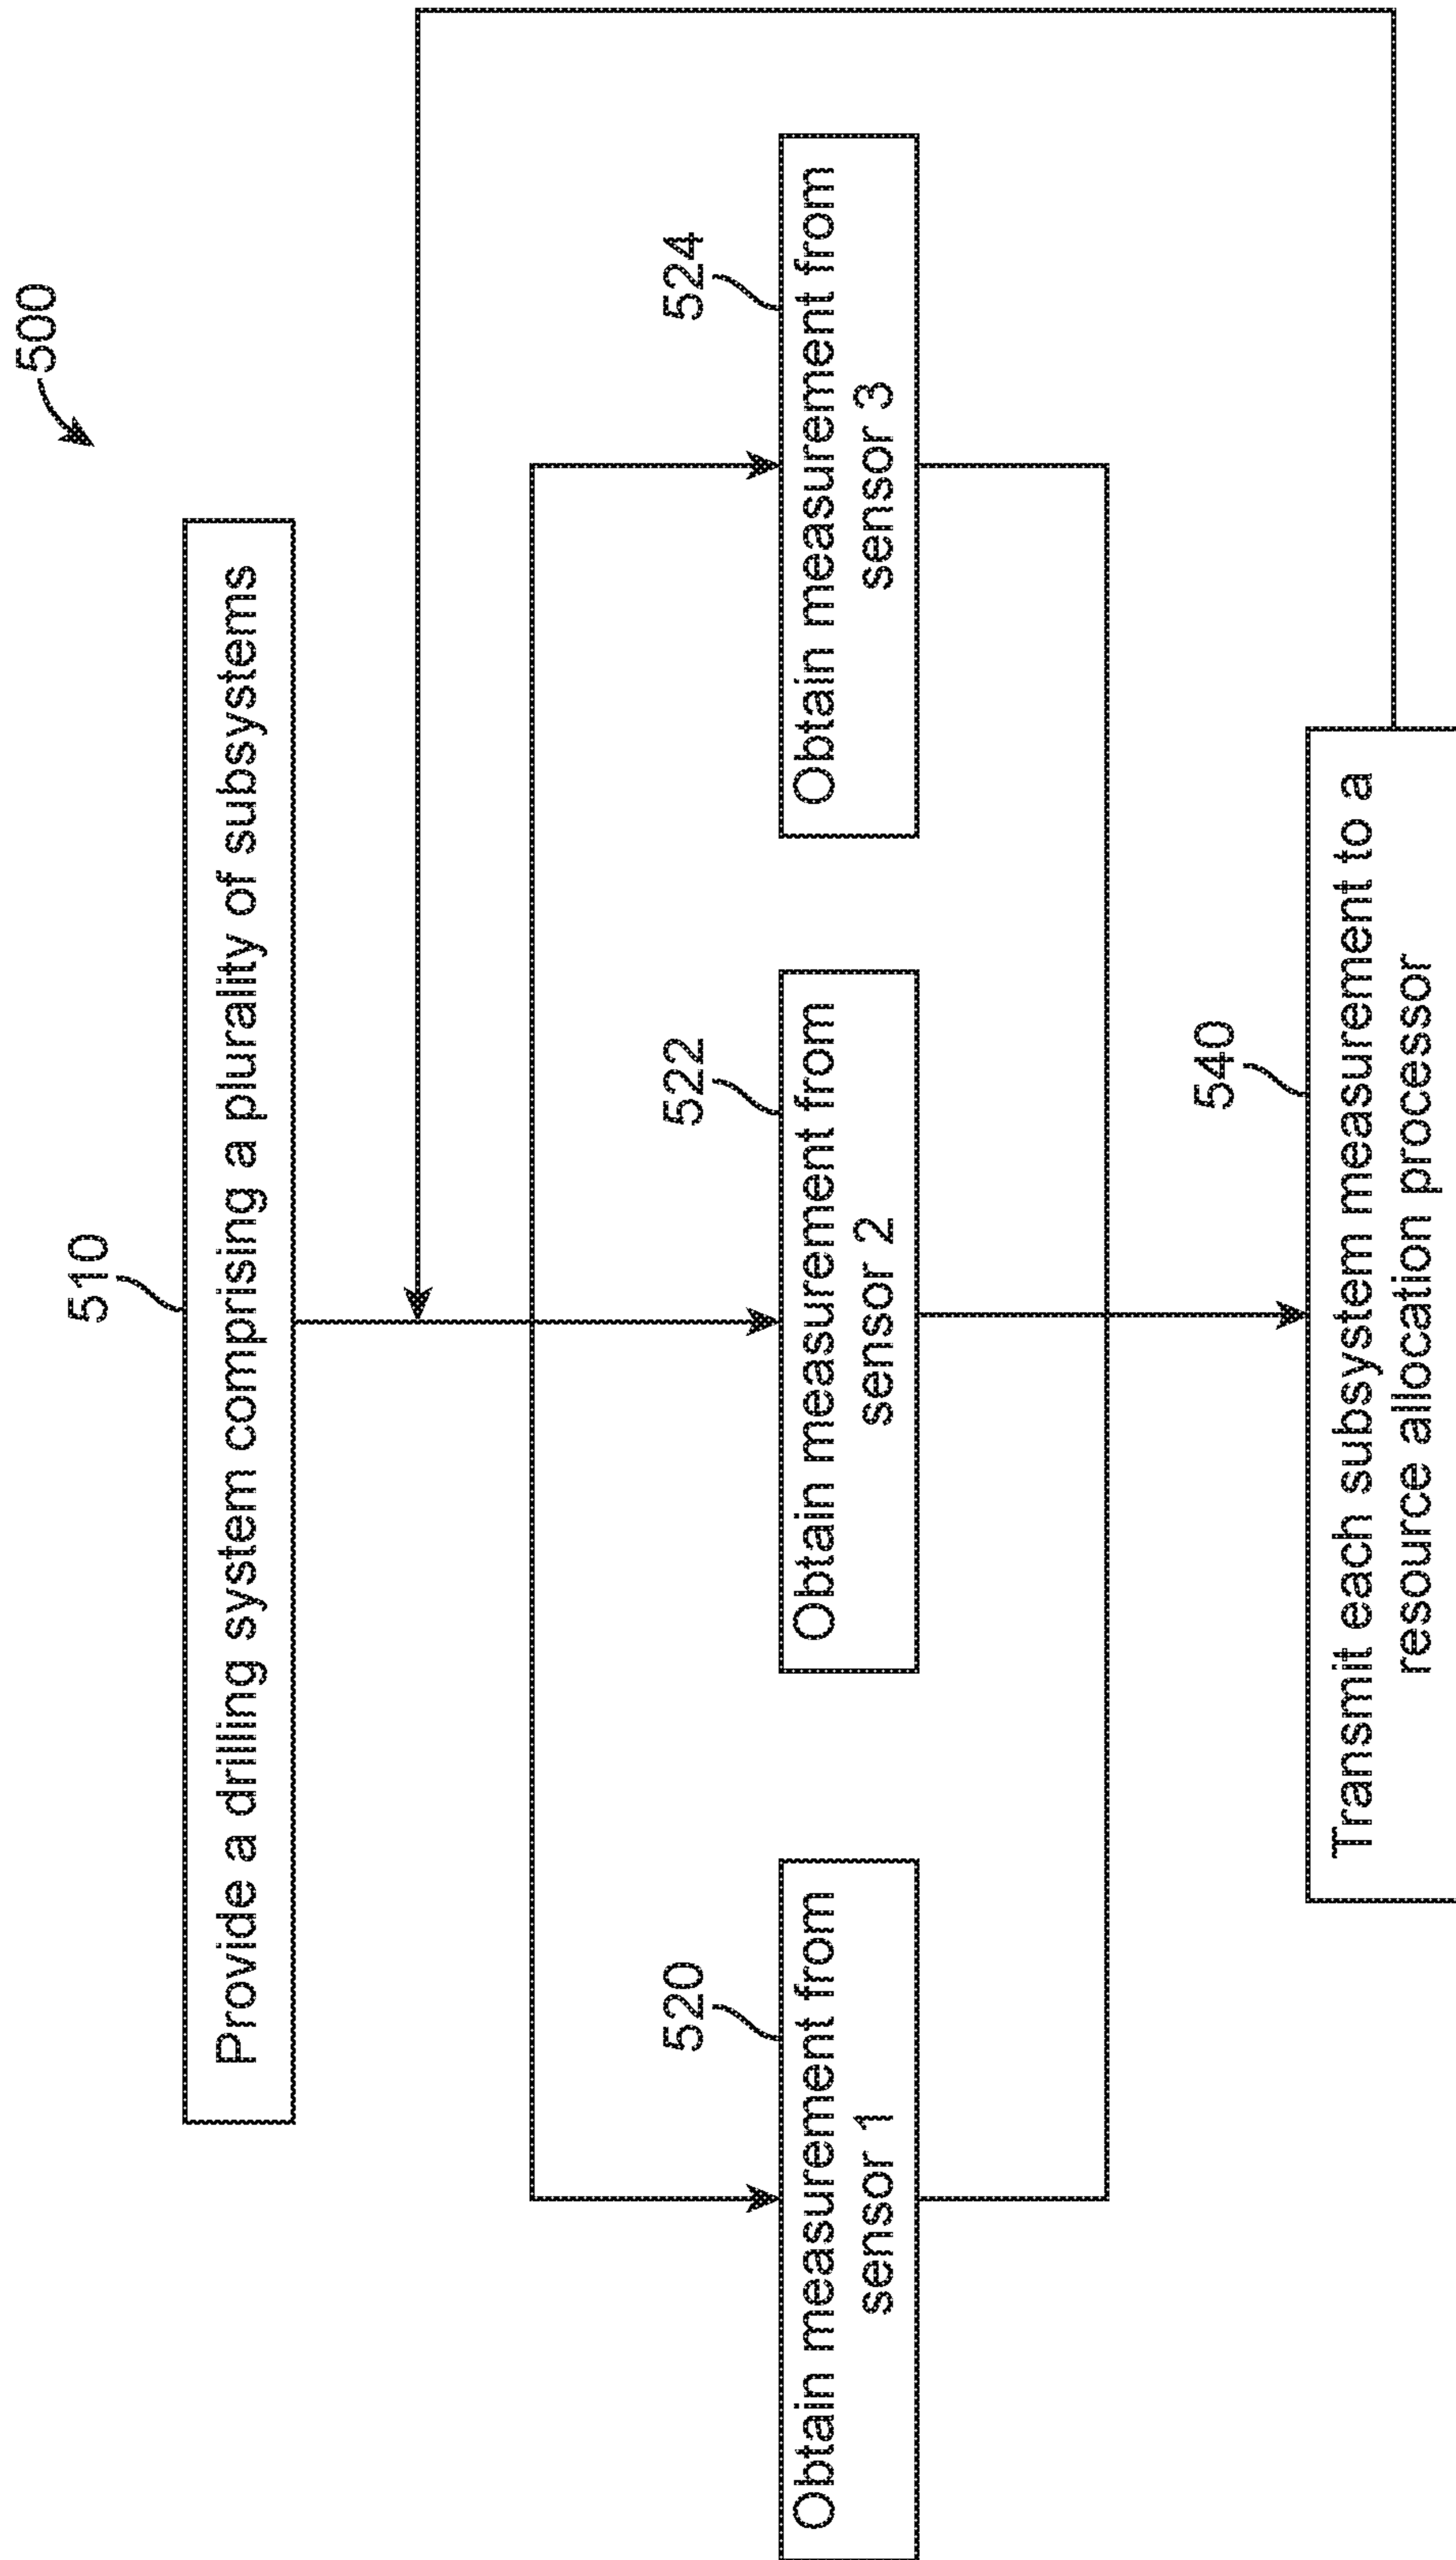 500
510
Provide a drilling system comprising a plurality of subsystems
520
Obtain measurement from
sensor 1
522
Obtain measurement from
sensor 2
524
Obtain measurement from
sensor 3
540
Transmit each subsystem measurement to a
resource allocation processor